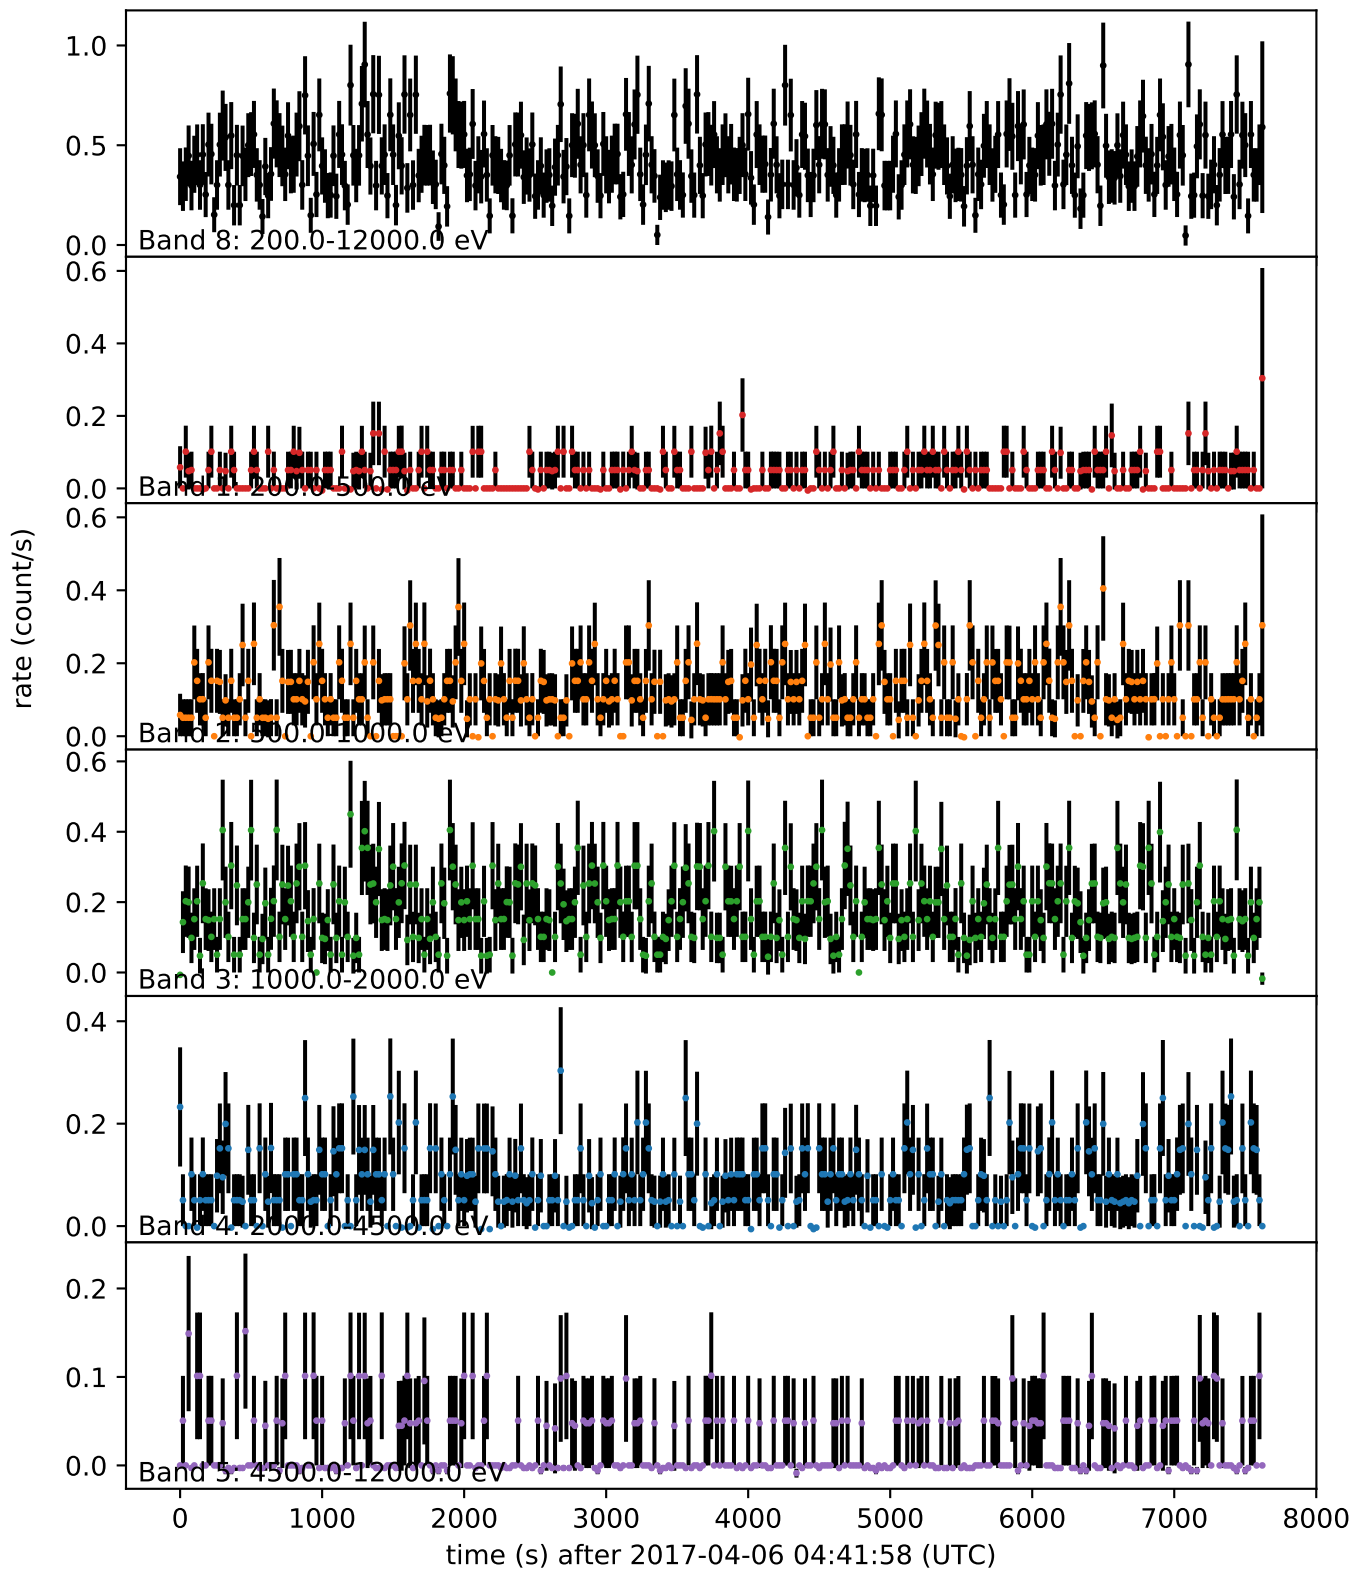 1.0
0.5
0.0
Band 8: 200.0-12000.0 eV
0.6
0.4
0.2
0.0
Band 1: 200.0-500.0 eV
0.6
0.4
0.2
0.0
Band 2: 500.0-1000.0 eV
rate (count/s)
0.6
0.4
0.2
0.0
Band 3: 1000.0-2000.0 eV
0.4
0.2
0.0
Band 4: 2000.0-4500.0 eV
0.2
0.1
0.0
Band 5: 4500.0-12000.0 eV
0 1000 2000 3000 4000 5000 6000 7000 8000
time (s) after 2017-04-06 04:41:58 (UTC)